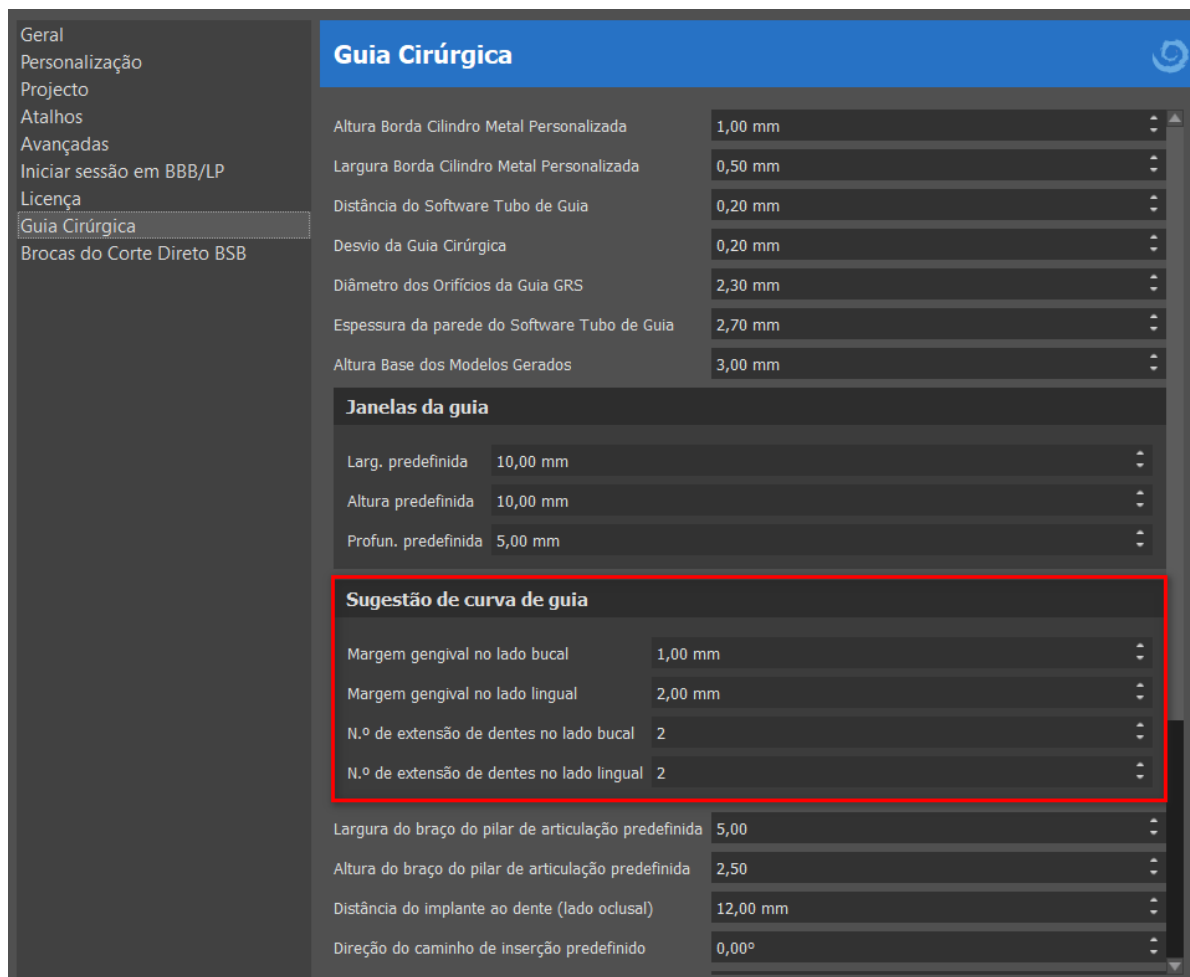 Geral
Personalização
Projecto
Atalhos
Avançadas
Iniciar sessão em BBB/LP
Licença
Guia Cirúrgica
Brocas do Corte Direto BSB
Guia Cirúrgica
Altura Borda Cilindro Metal Personalizada 1,00 mm
Largura Borda Cilindro Metal Personalizada 0,50 mm
Distância do Software Tubo de Guia 0,20 mm
Desvio da Guia Cirúrgica 0,20 mm
Diâmetro dos Orifícios da Guia GRS 2,30 mm
Espessura da parede do Software Tubo de Guia 2,70 mm
Altura Base dos Modelos Gerados 3,00 mm
Janelas da guia
Larg. predefinida 10,00 mm
Altura predefinida 10,00 mm
Profun. predefinida 5,00 mm
Sugestão de curva de guia
Margem gengival no lado bucal 1,00 mm
Margem gengival no lado lingual 2,00 mm
N.º de extensão de dentes no lado bucal 2
N.º de extensão de dentes no lado lingual 2
Largura do braço do pilar de articulação predefinida 5,00
Altura do braço do pilar de articulação predefinida 2,50
Distância do implante ao dente (lado oclusal) 12,00 mm
Direção do caminho de inserção predefinido 0,00º